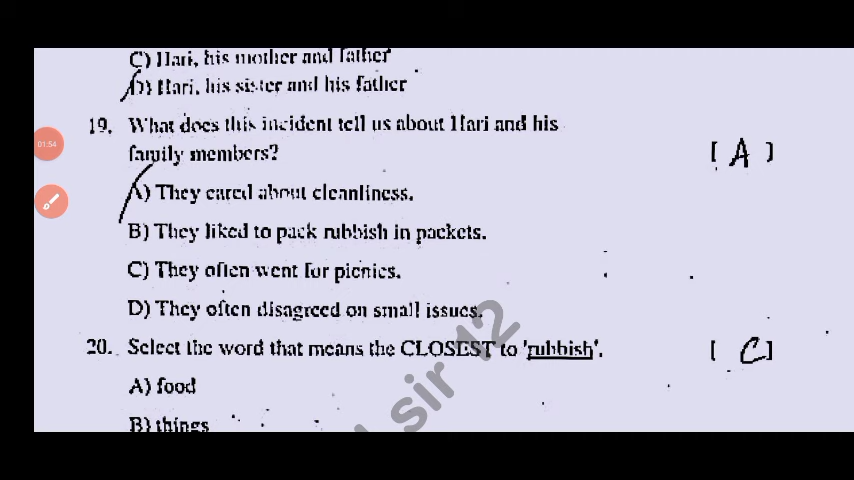 C) Hari, his mother and father
D) Hari, his sister and his father
19. What does this incident tell us about Hari and his
family members?
[ A ]
A) They cared about cleanliness.
B) They liked to pack rubbish in packets.
C) They often went for picnics.
D) They often disagreed on small issues.
20. Select the word that means the CLOSEST to 'rubbish'.
[ C ]
A) food
B) things
sir 12
01:54